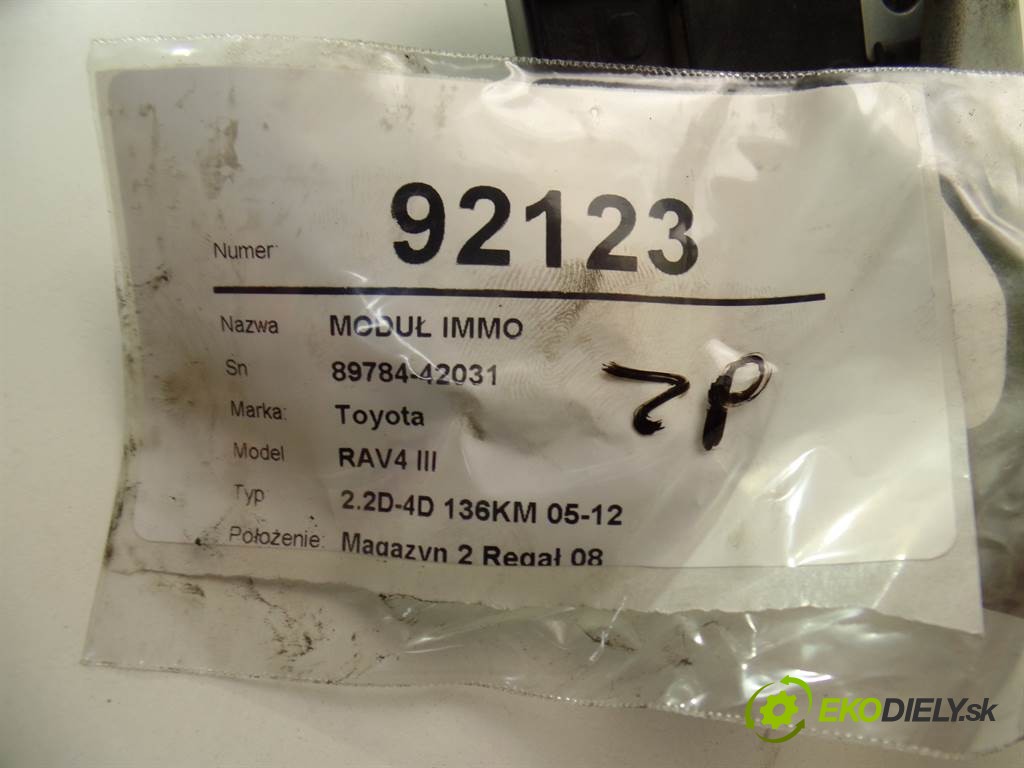 Numer: 92123
Nazwa MODUŁ IMMO
Sn 89784-42031
Marka: Toyota
Model RAV4 III
Typ 2.2D-4D 136KM 05-12
Położenie: Magazyn 2 Regał 08
EKODIELY.sk